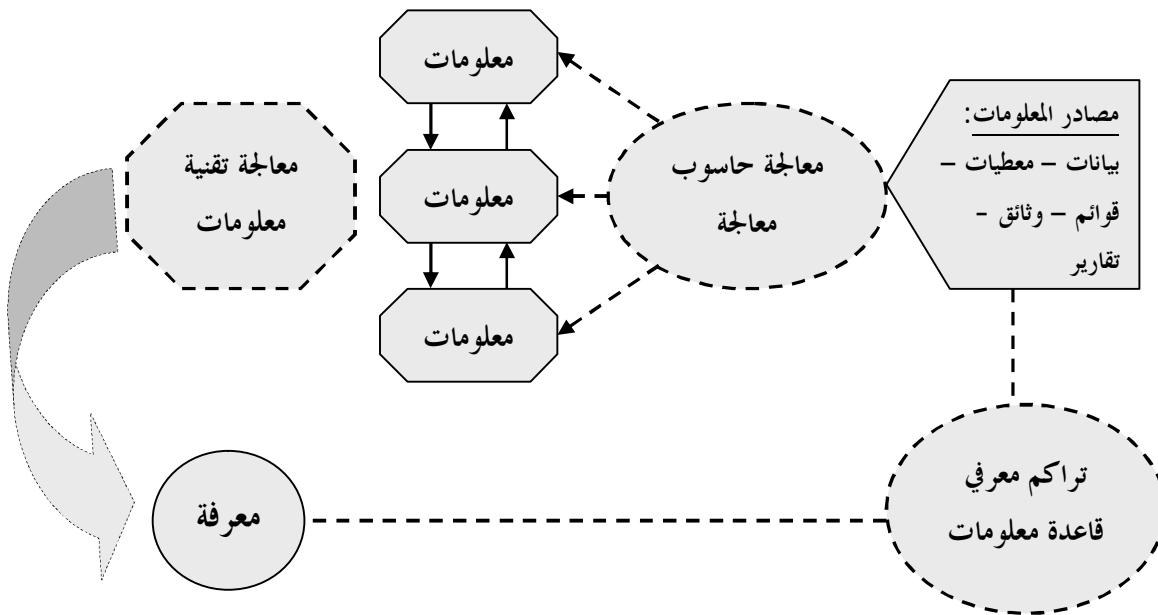 مصادر المعلومات:
بيانات – معطيات –
قوائم – وثائق -
تقارير
معالجة حاسوب
معالجة
معلومات
معلومات
معلومات
معالجة تقنية
معلومات
معرفة
تراكم معرفي
قاعدة معلومات